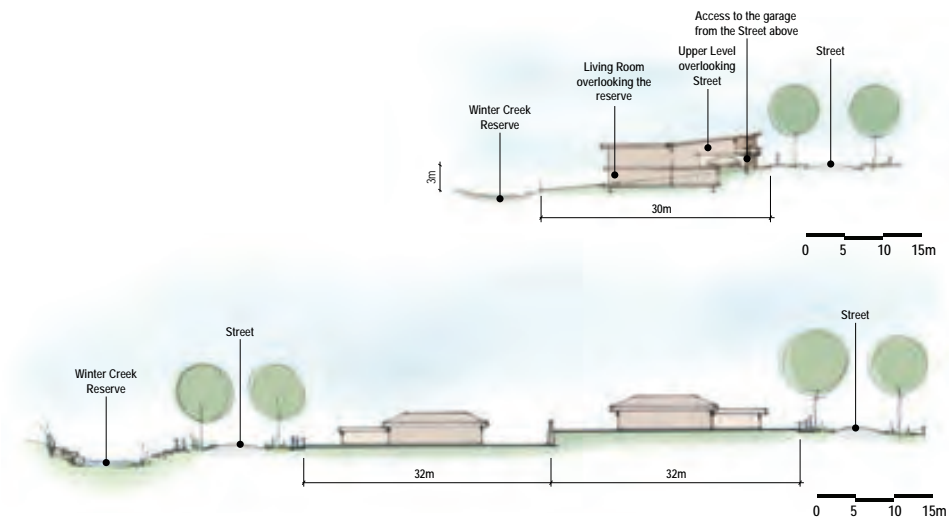 Access to the garage
from the Street above
Upper Level
overlooking
Street
Street
Living Room
overlooking the
reserve
Winter Creek
Reserve
3m
30m
0 5 10 15m
Street
Street
Winter Creek
Reserve
32m
32m
0 5 10 15m